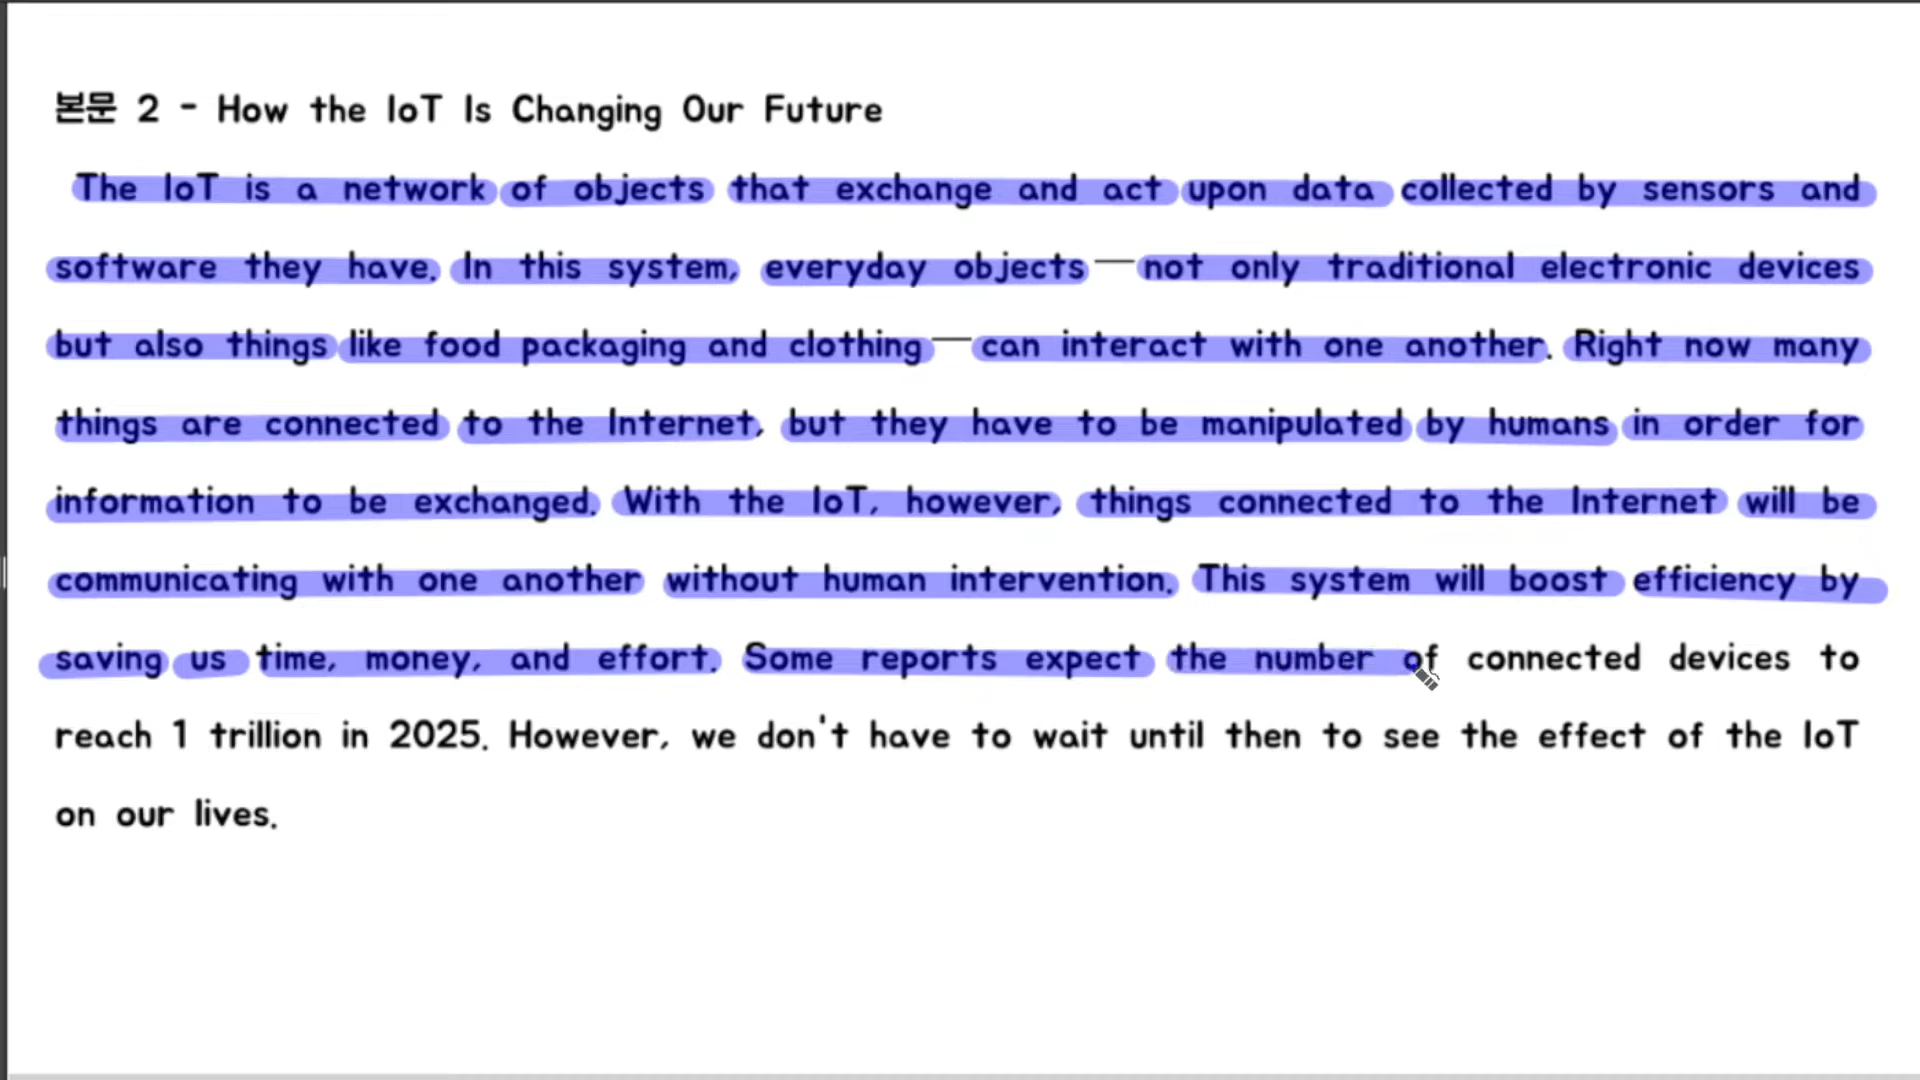 본문 2 - How the IoT Is Changing Our Future
The IoT is a network of objects that exchange and act upon data collected by sensors and
software they have. In this system, everyday objects—not only traditional electronic devices
but also things like food packaging and clothing—can interact with one another. Right now many
things are connected to the Internet, but they have to be manipulated by humans in order for
information to be exchanged. With the IoT, however, things connected to the Internet will be
communicating with one another without human intervention. This system will boost efficiency by
saving us time, money, and effort. Some reports expect the number of connected devices to
reach 1 trillion in 2025. However, we don't have to wait until then to see the effect of the IoT
on our lives.